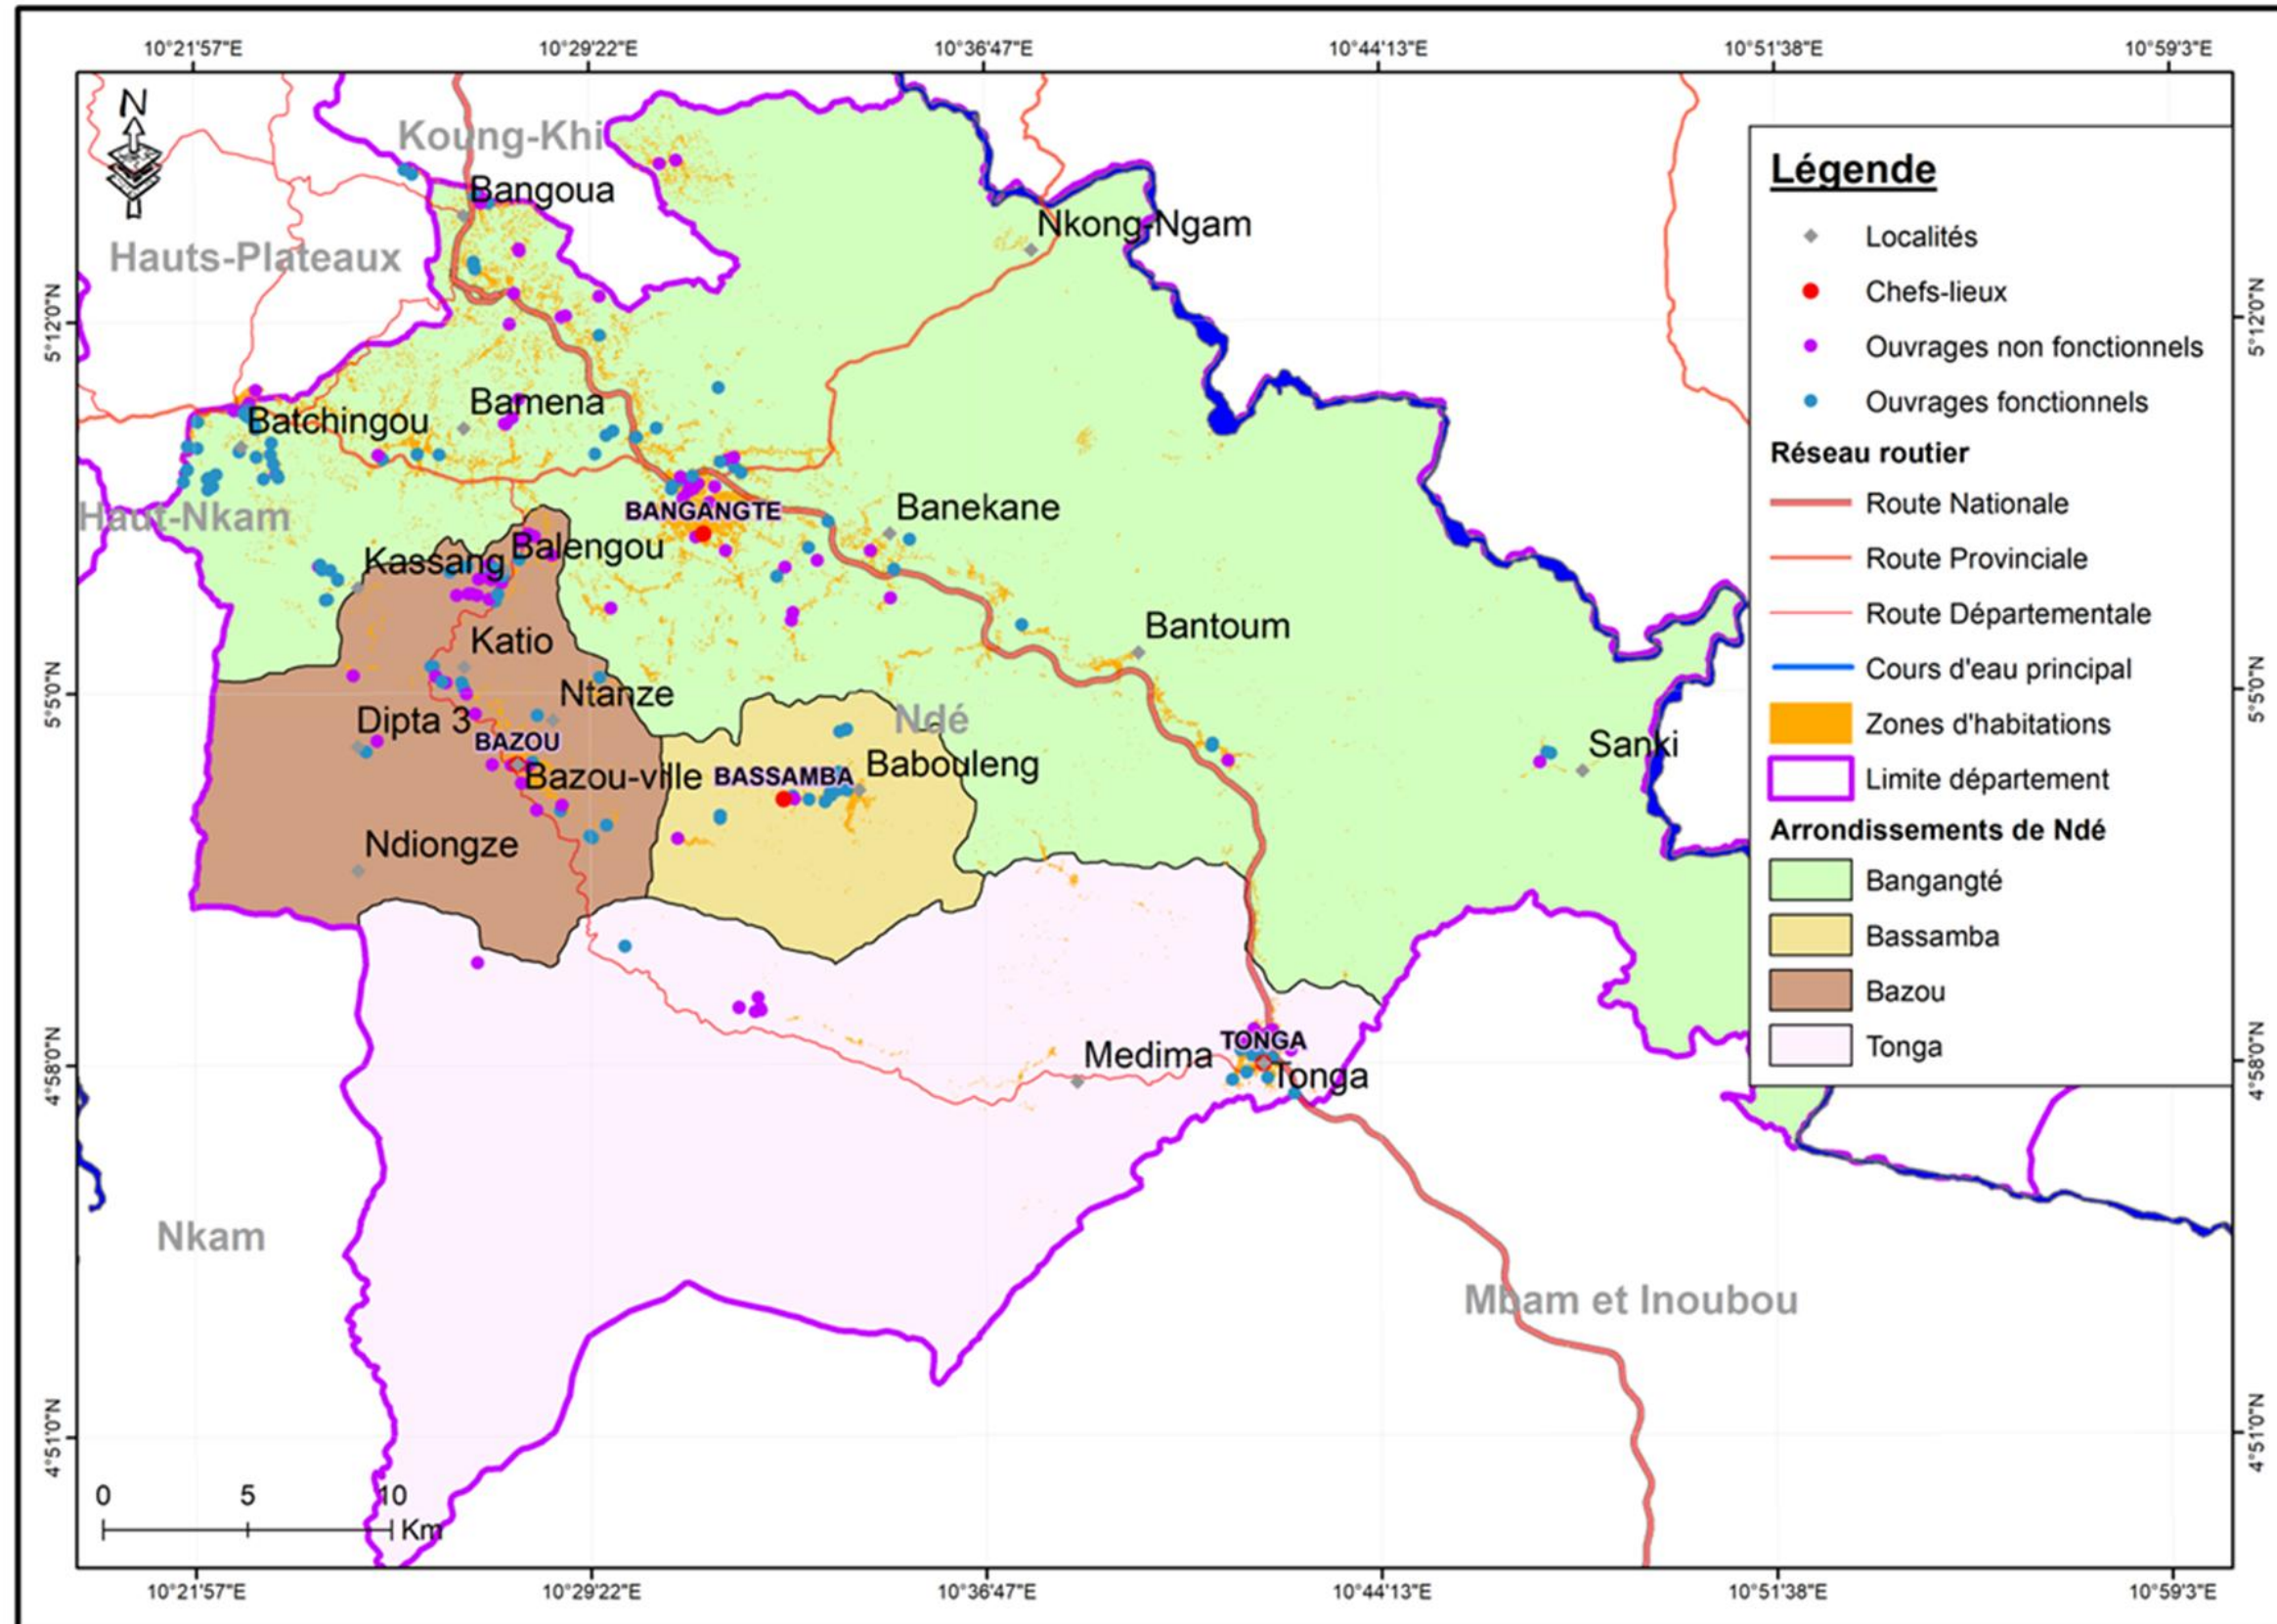 10°21'57"E 10°29'22"E 10°36'47"E 10°44'13"E 10°51'38"E 10°59'3"E
N
Koung-Khi
Bangoua
Hauts-Plateaux
Nkong-Ngam
5°12'0"N
5°12'0"N
Bamena
Batchingou
Haut-Nkam
BANGANGTE
Banekane
Kassang
Balengou
Katio
Bantoum
5°5'0"N
5°5'0"N
Ntanze
Dipta 3
Ndé
BAZOU
Sanki
Bazou-ville
BASSAMBA
Babouleng
Ndiongze
Medima
TONGA
Tonga
4°58'0"N
4°58'0"N
Nkam
Mbam et Inoubou
4°51'0"N
4°51'0"N
0 5 10
Km
Légende
Localités
Chefs-lieux
Ouvrages non fonctionnels
Ouvrages fonctionnels
Réseau routier
Route Nationale
Route Provinciale
Route Départementale
Cours d'eau principal
Zones d'habitations
Limite département
Arrondissements de Ndé
Bangangté
Bassamba
Bazou
Tonga
10°21'57"E 10°29'22"E 10°36'47"E 10°44'13"E 10°51'38"E 10°59'3"E